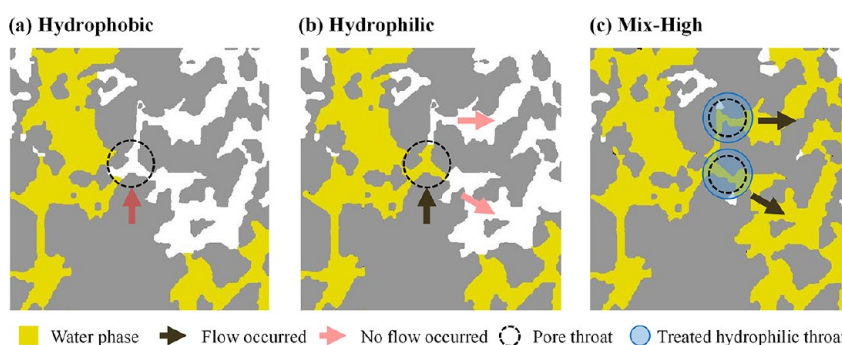 (a) Hydrophobic (b) Hydrophilic (c) Mix-High
Water phase Flow occurred No flow occurred Pore throat Treated hydrophilic throat